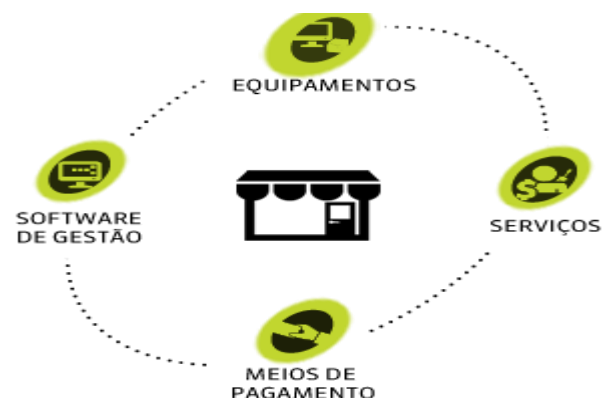 EQUIPAMENTOS
SOFTWARE
DE GESTÃO
SERVIÇOS
MEIOS DE
PAGAMENTO